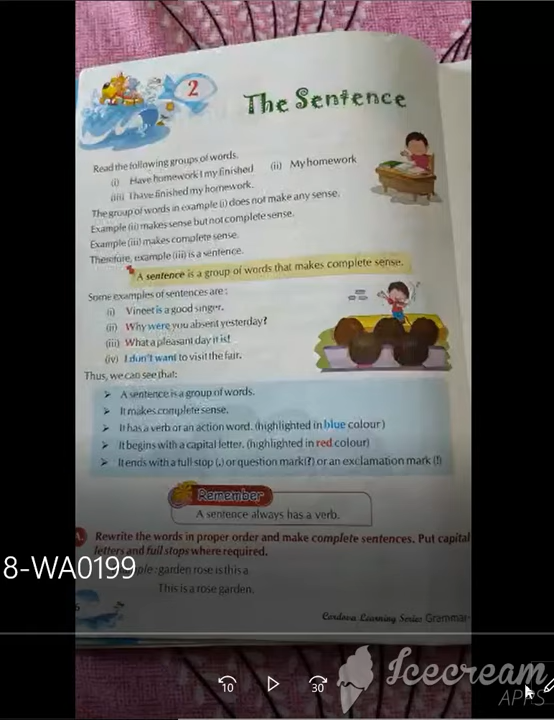 2
The Sentence
Read the following groups of words.
(i) Have homework I my finished (ii) My homework
(iii) I have finished my homework.
The group of words in example (i) does not make any sense.
Example (ii) makes sense but not complete sense.
Example (iii) makes complete sense.
Therefore, example (iii) is a sentence.
A sentence is a group of words that makes complete sense.
Some examples of sentences are :
(i) Vineet is a good singer.
(ii) Why were you absent yesterday?
(iii) What a pleasant day it is!
(iv) I don't want to visit the fair.
Thus, we can see that:
➤ A sentence is a group of words.
➤ It makes complete sense.
➤ It has a verb or an action word. (highlighted in blue colour)
➤ It begins with a capital letter. (highlighted in red colour)
➤ It ends with a full stop (.) or question mark(?) or an exclamation mark (!)
Remember
A sentence always has a verb.
Rewrite the words in proper order and make complete sentences. Put capital
letters and full stops where required.
8-WA0199
garden rose is this a
This is a rose garden.
Cordova Learning Series Grammar-
10
30
Icecream
APPS